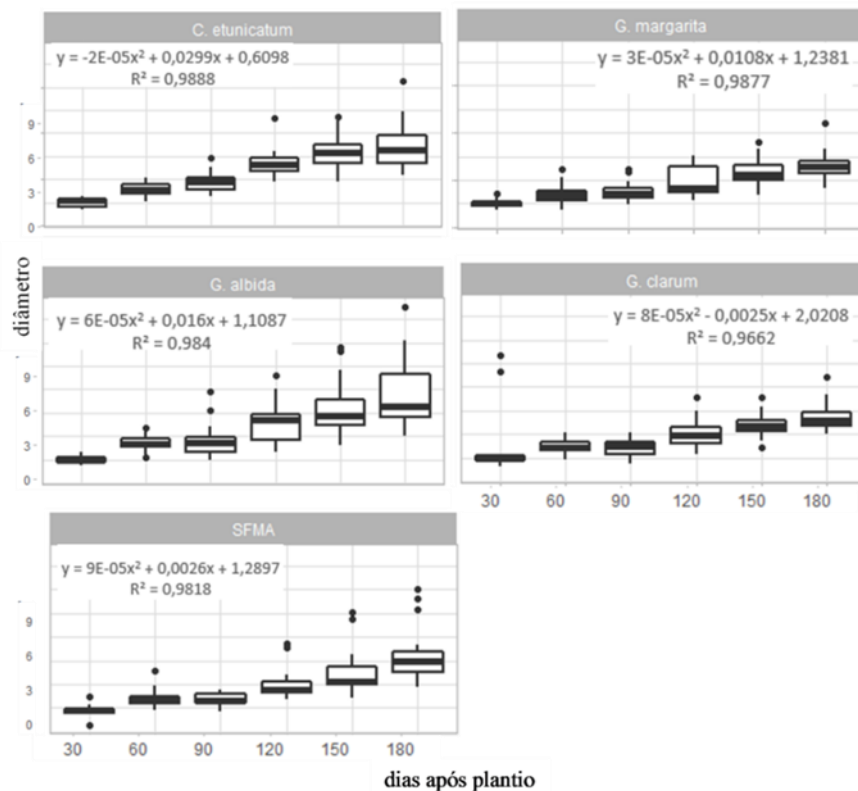 C. etunicatum
y = -2E-05x² + 0,0299x + 0,6098
R² = 0,9888
9
6
3
0
G. margarita
y = 3E-05x² + 0,0108x + 1,2381
R² = 0,9877
diâmetro
G. albida
y = 6E-05x² + 0,016x + 1,1087
R² = 0.984
9
6
3
0
G. clarum
y = 8E-05x² - 0,0025x + 2,0208
R² = 0,9662
30 60 90 120 150 180
SFMA
y = 9E-05x² + 0,0026x + 1,2897
R² = 0,9818
9
6
3
0
30 60 90 120 150 180
dias após plantio